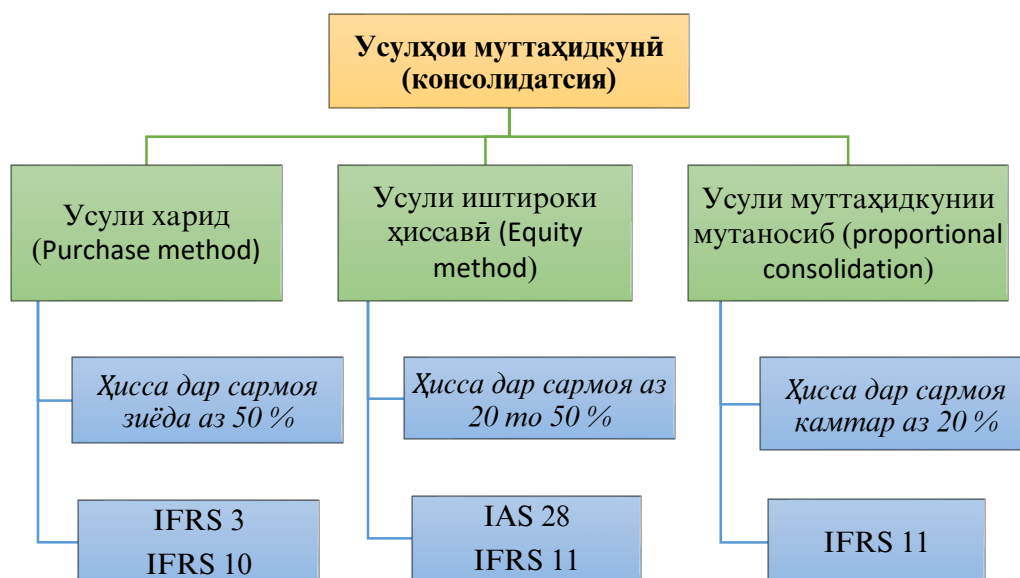 Усулҳои муттаҳидкунӣ
(консолидатсия)
Усули харид
(Purchase method)
Усули иштироки
ҳиссавӣ (Equity
method)
Усули муттаҳидкунии
мутаносиб (proportional
consolidation)
Ҳисса дар сармоя
зиёда аз 50 %
Ҳисса дар сармоя аз
20 то 50 %
Ҳисса дар сармоя
камтар аз 20 %
IFRS 3
IFRS 10
IAS 28
IFRS 11
IFRS 11